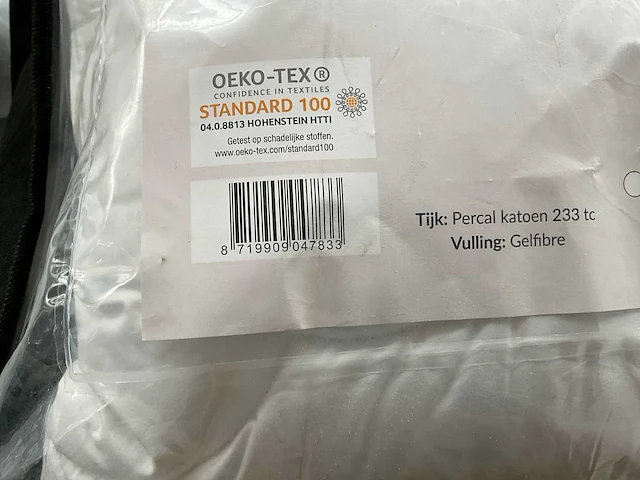 OEKO-TEX®
CONFIDENCE IN TEXTILES
STANDARD 100
04.0.8813 HOHENSTEIN HTTI
Getest op schadelijke stoffen.
www.oeko-tex.com/standard100
8 719909 047833
Tijk: Percal katoen 233 tc
Vulling: Gelfibre